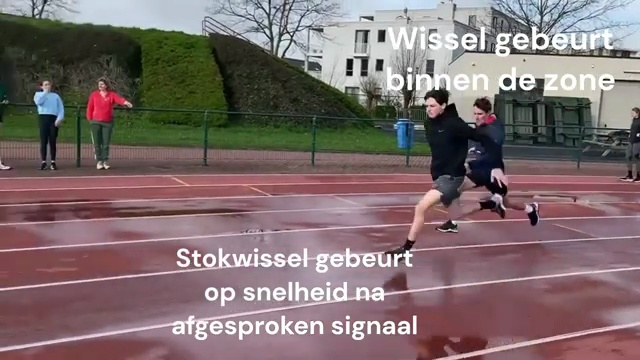 Wissel gebeurt
binnen de zone
Stokwissel gebeurt
op snelheid na
afgesproken signaal